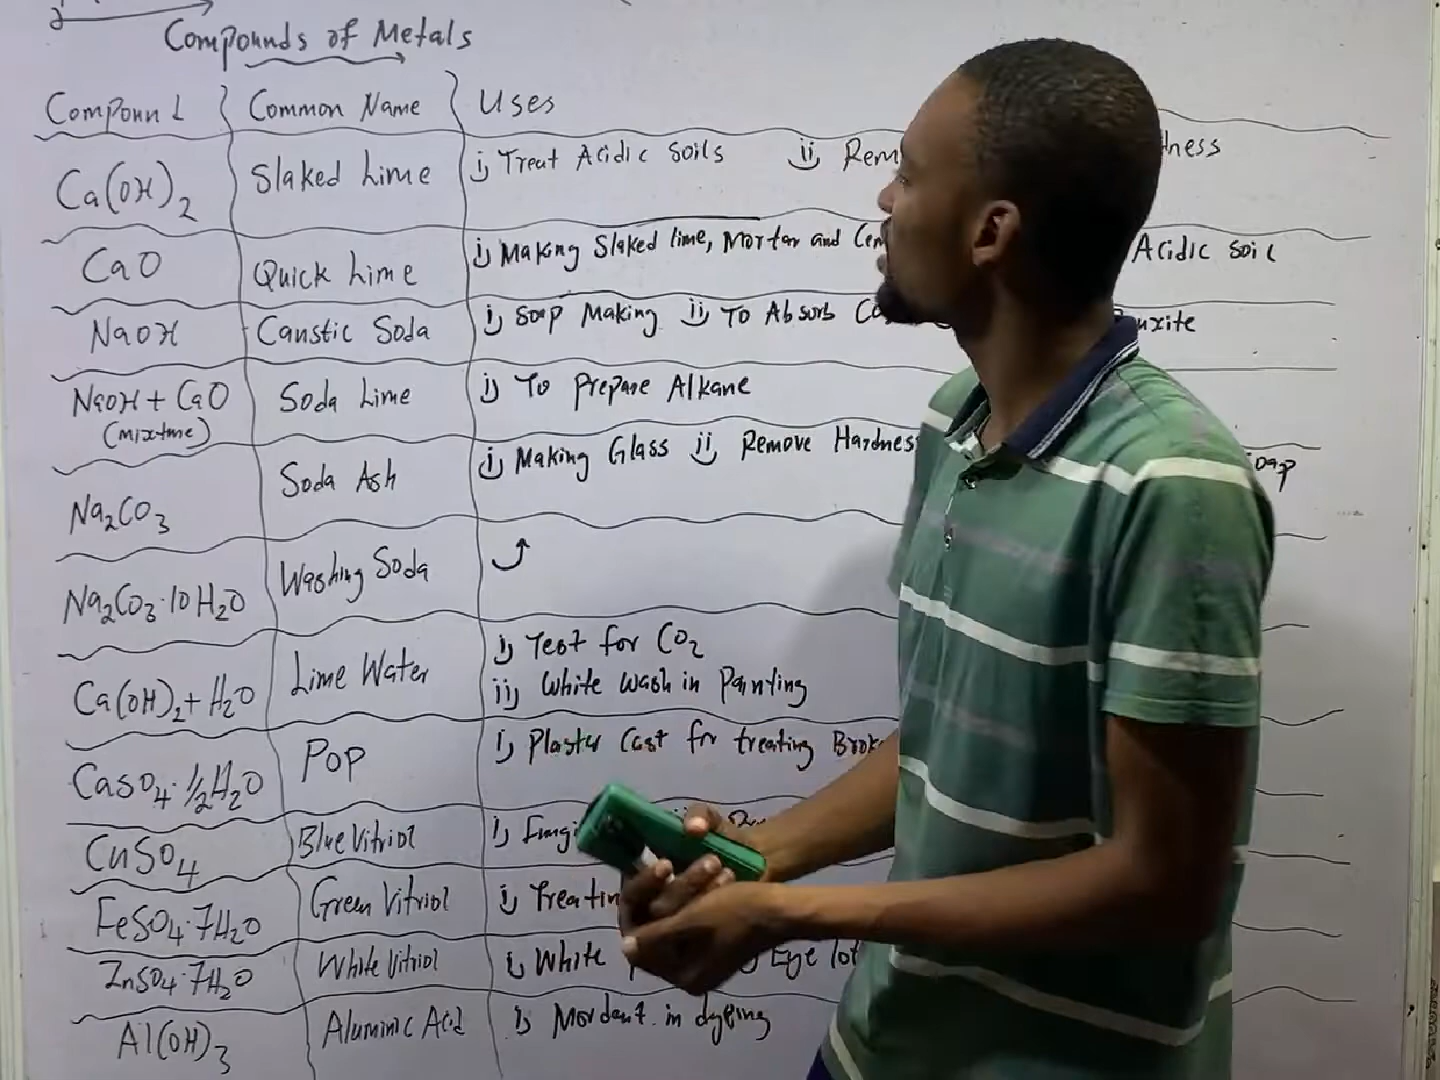 Compounds of Metals
Compound Common Name Uses
Ca(OH)2 Slaked Lime i) Treat Acidic Soils ii)
CaO Quick Lime i) Making Slaked lime, Mortar and Acidic Soil
NaOH Caustic Soda i) Soap Making ii) To Absorb
NaOH + CaO Soda Lime i) To Prepare Alkane
(mixture)
Na2CO3 Soda Ash i) Making Glass ii) Remove Hardness
Na2CO3·10H2O Washing Soda
Ca(OH)2 + H2O Lime Water i) Test for CO2
ii) White wash in Painting
CaSO4·1/2H2O Pop i) Plaster Cast for treating
CuSO4 Blue Vitriol i)
FeSO4·7H2O Green Vitriol i)
ZnSO4·7H2O White Vitriol i) White Eye
Al(OH)3 Aluminic Acid i) Mordant in dyeing